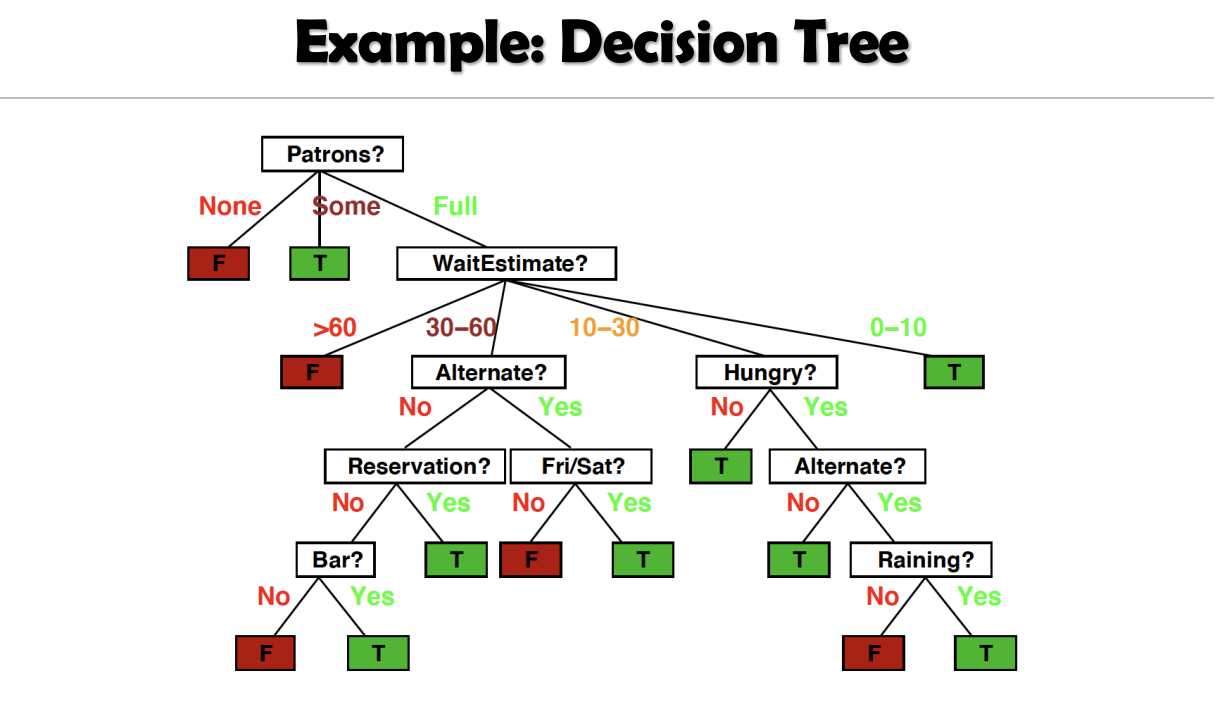 Example: Decision Tree
Patrons?
None Some Full
F T WaitEstimate?
>60 30–60 10–30 0–10
F Alternate? Hungry? T
No Yes No Yes
Reservation? Fri/Sat? T Alternate?
No Yes No Yes No Yes
Bar? T F T T Raining?
No Yes No Yes
F T F T